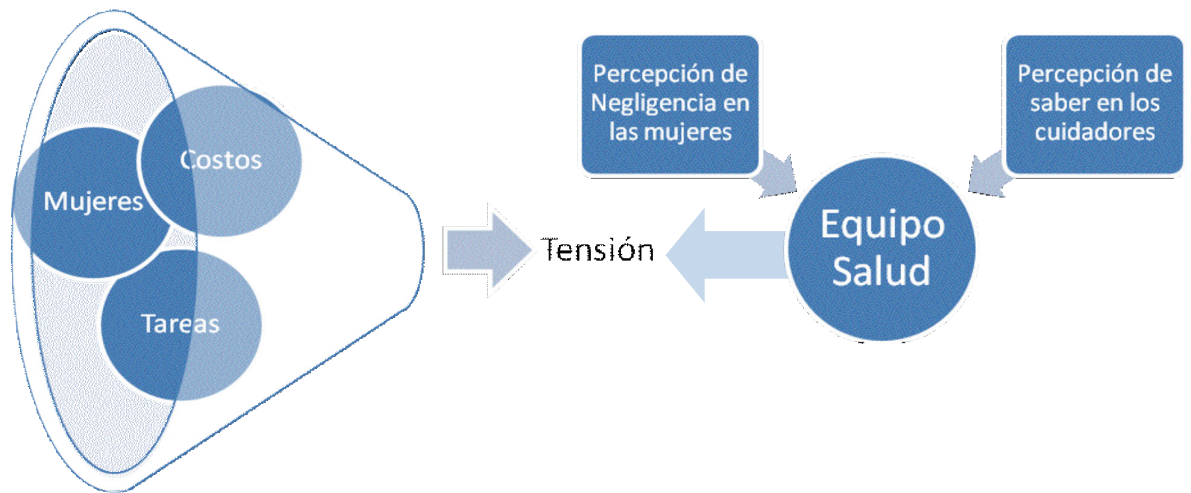 Mujeres
Costos
Tareas
Tensión
Percepción de
Negligencia en
las mujeres
Percepción de
saber en los
cuidadores
Equipo
Salud